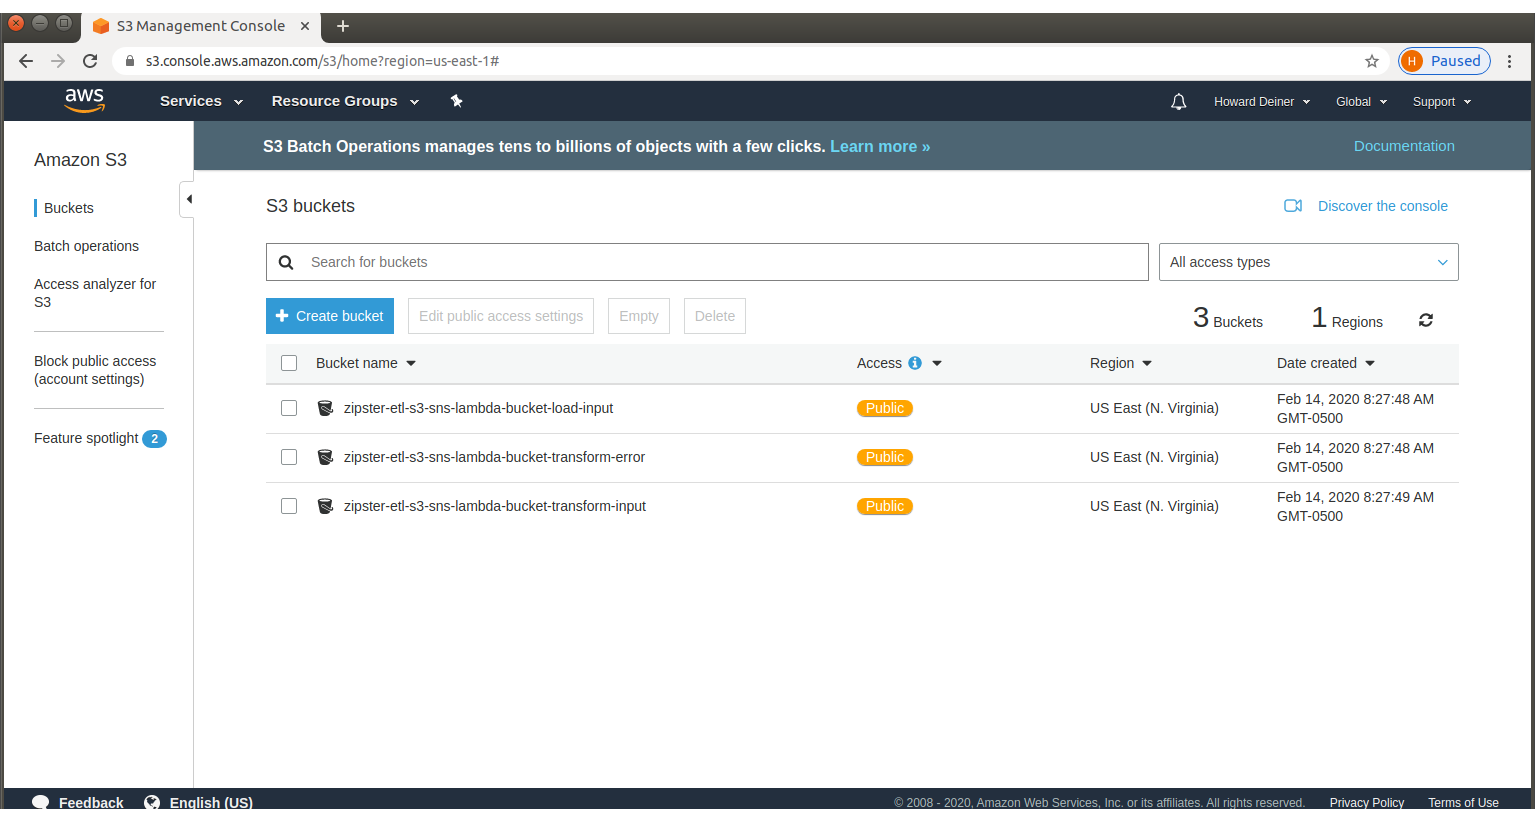 S3 Management Console
s3.console.aws.amazon.com/s3/home?region=us-east-1#
H Paused
aws Services Resource Groups Howard Deiner Global Support
Amazon S3
Buckets
Batch operations
Access analyzer for
S3
Block public access
(account settings)
Feature spotlight 2
S3 Batch Operations manages tens to billions of objects with a few clicks. Learn more » Documentation
S3 buckets Discover the console
Search for buckets All access types
Create bucket Edit public access settings Empty Delete 3 Buckets 1 Regions
Bucket name Access Region Date created
zipster-etl-s3-sns-lambda-bucket-load-input Public US East (N. Virginia) Feb 14, 2020 8:27:48 AM
GMT-0500
zipster-etl-s3-sns-lambda-bucket-transform-error Public US East (N. Virginia) Feb 14, 2020 8:27:48 AM
GMT-0500
zipster-etl-s3-sns-lambda-bucket-transform-input Public US East (N. Virginia) Feb 14, 2020 8:27:49 AM
GMT-0500
Feedback English (US) © 2008 - 2020, Amazon Web Services, Inc. or its affiliates. All rights reserved. Privacy Policy Terms of Use